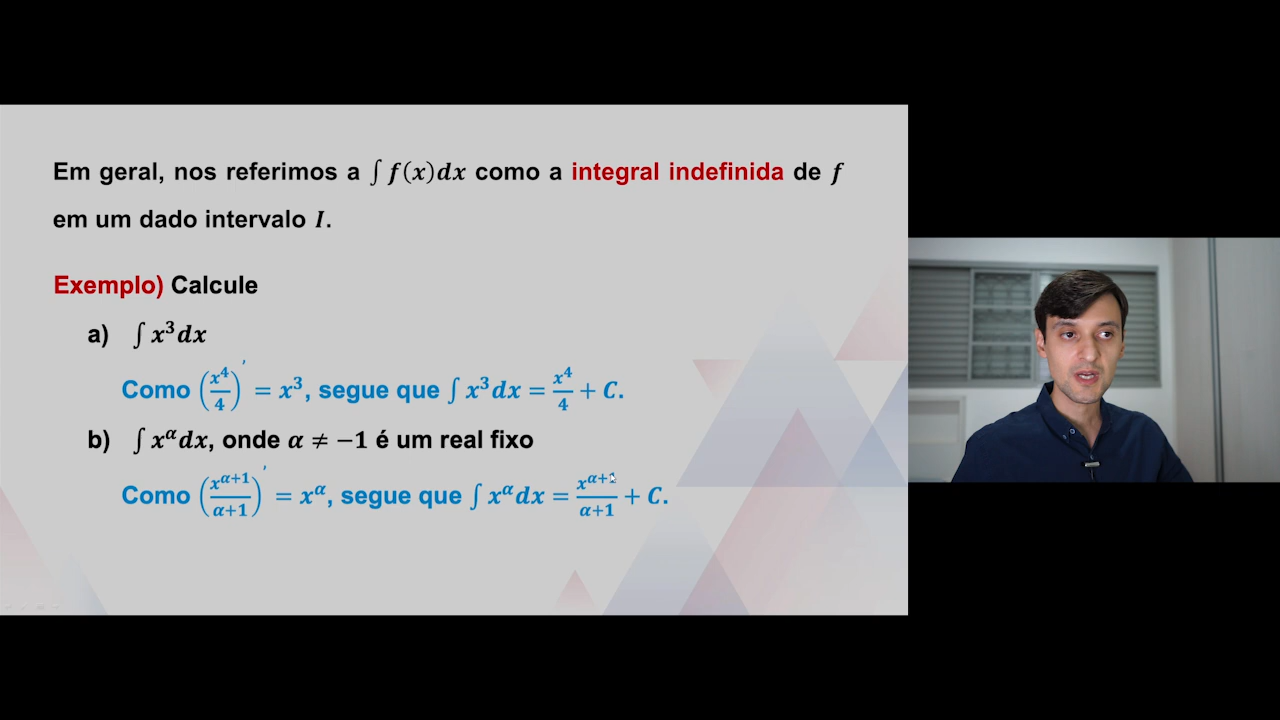 Em geral, nos referimos a ∫ f(x)dx como a integral indefinida de f
em um dado intervalo I.
Exemplo) Calcule
a) ∫ x³dx
Como (x⁴/4)′ = x³, segue que ∫ x³dx = x⁴/4 + C.
b) ∫ x^α dx, onde α ≠ −1 é um real fixo
Como (x^(α+1)/(α+1))′ = x^α, segue que ∫ x^α dx = x^(α+1)/(α+1) + C.